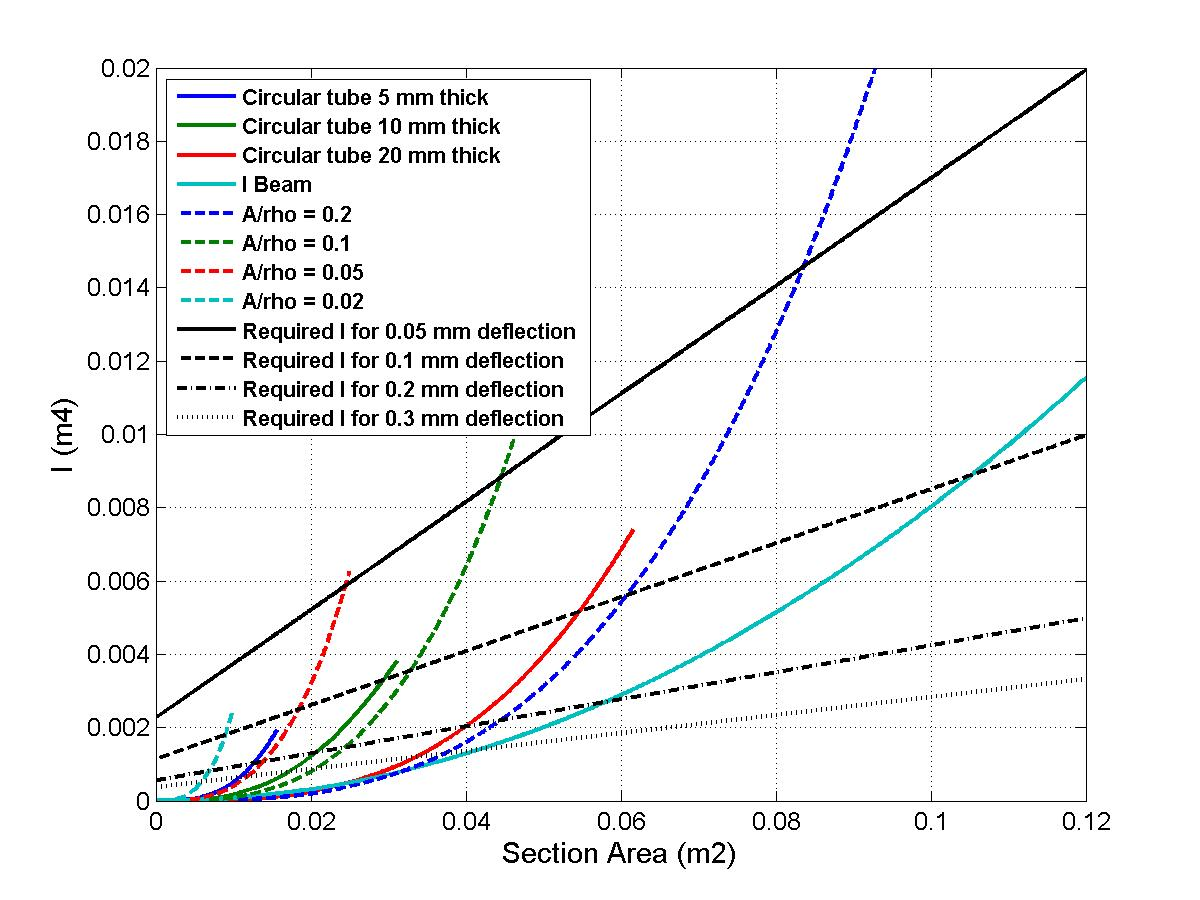 0.02
0.018
0.016
0.014
0.012
0.01
0.008
0.006
0.004
0.002
0
I (m4)
Circular tube 5 mm thick
Circular tube 10 mm thick
Circular tube 20 mm thick
I Beam
A/rho = 0.2
A/rho = 0.1
A/rho = 0.05
A/rho = 0.02
Required I for 0.05 mm deflection
Required I for 0.1 mm deflection
Required I for 0.2 mm deflection
Required I for 0.3 mm deflection
0 0.02 0.04 0.06 0.08 0.1 0.12
Section Area (m2)